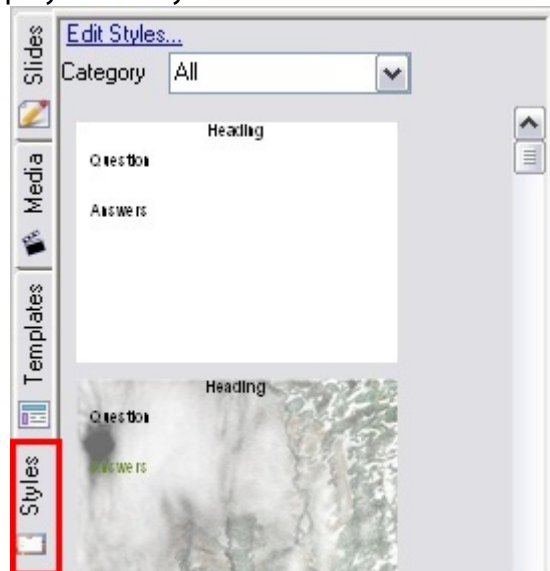 Edit Styles...
Category All
Slides
Media
Templates
Styles
Heading
Question
Answers
Heading
Question
Answers